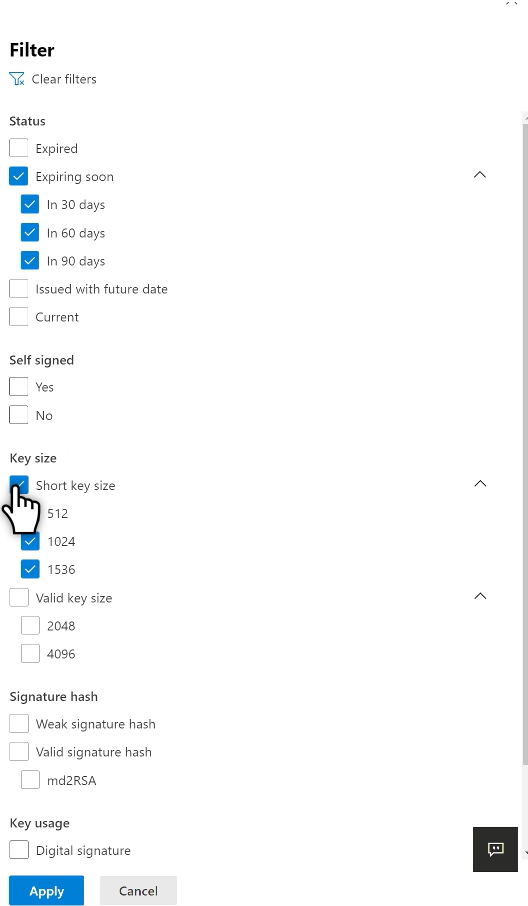 Filter
Clear filters
Status
Expired
Expiring soon
In 30 days
In 60 days
In 90 days
Issued with future date
Current
Self signed
Yes
No
Key size
Short key size
512
1024
1536
Valid key size
2048
4096
Signature hash
Weak signature hash
Valid signature hash
md2RSA
Key usage
Digital signature
Apply Cancel